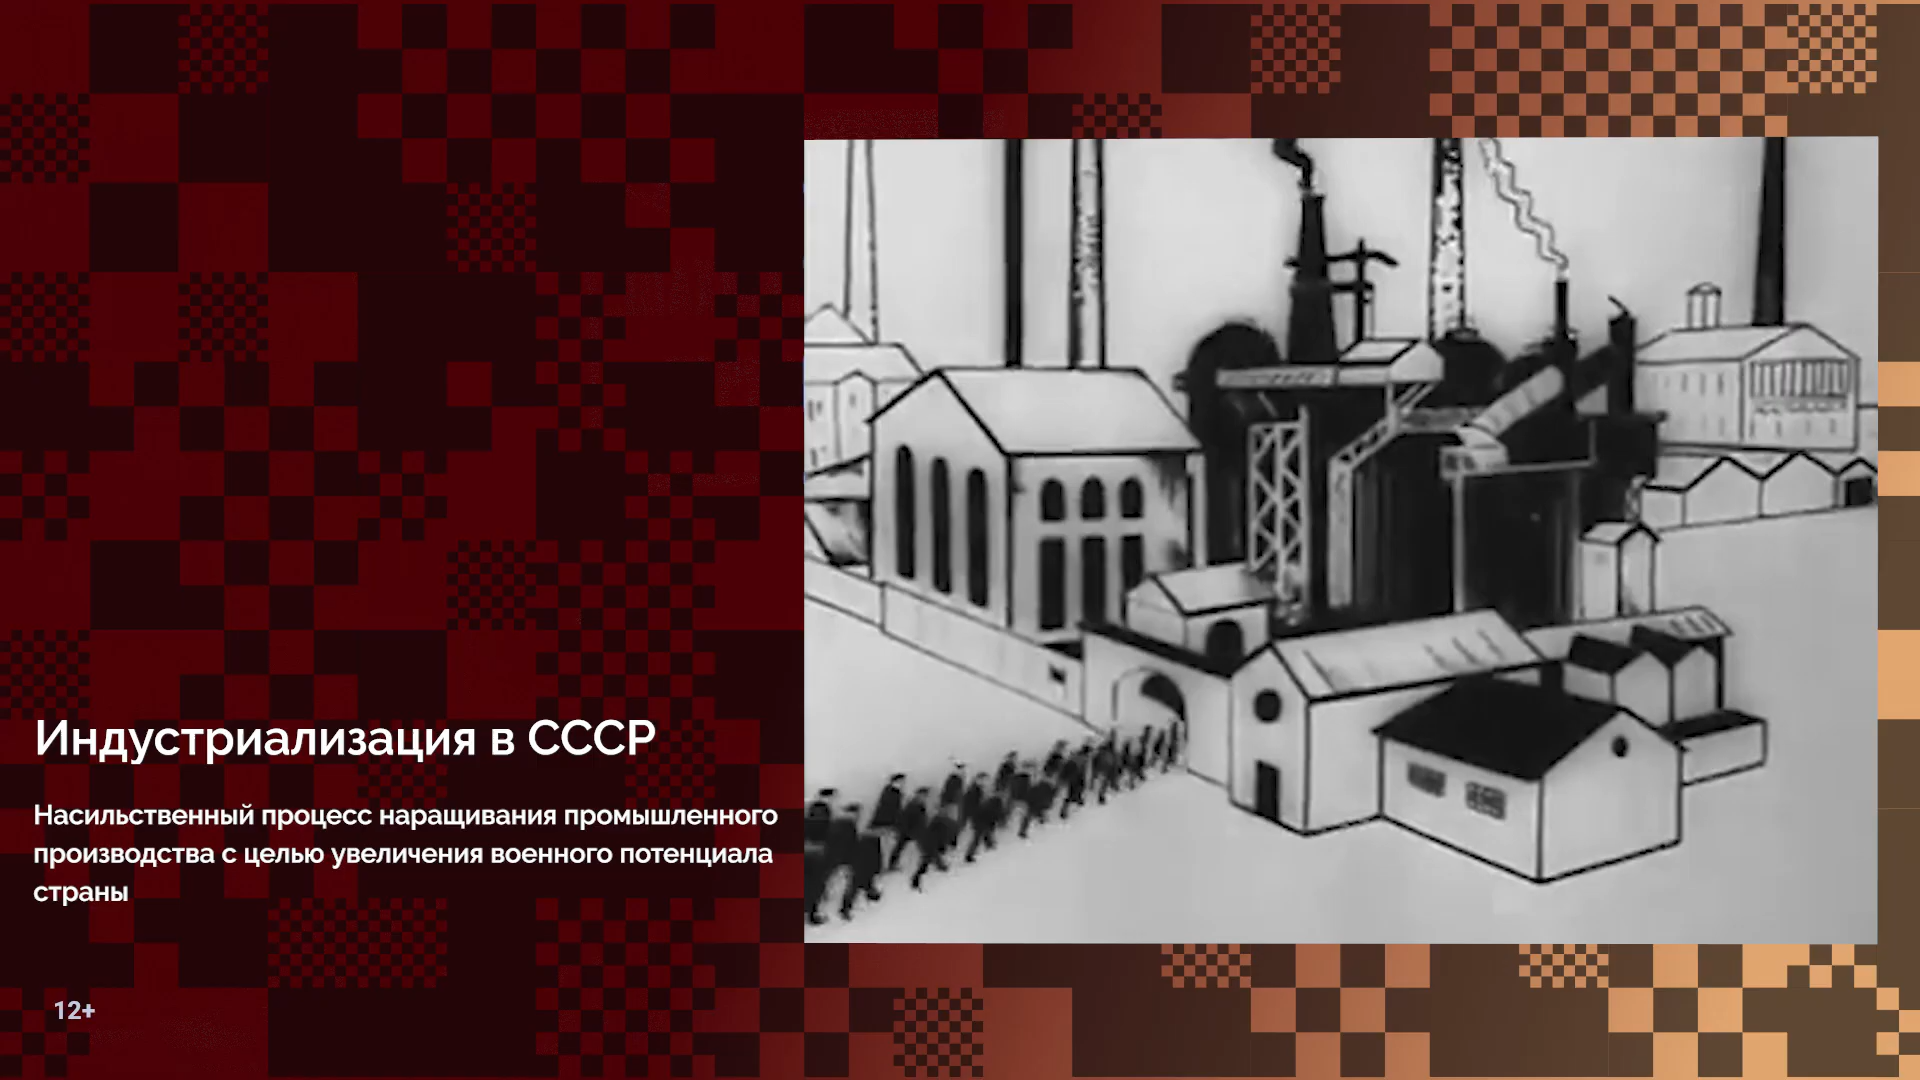 Индустриализация в СССР
Насильственный процесс наращивания промышленного
производства с целью увеличения военного потенциала
страны
12+